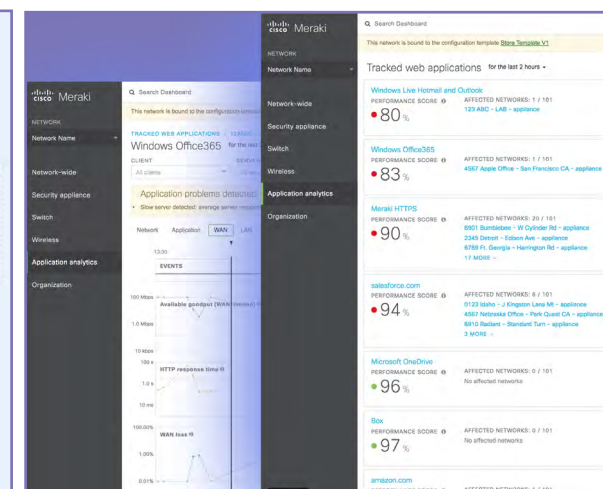 cisco Meraki
NETWORK
Network Name
Network-wide
Security appliance
Switch
Wireless
Application analytics
Organization
Search Dashboard
This network is bound to the configuration
TRACKED WEB APPLICATIONS
Windows Office365 for the last
CLIENT
All clients
Application problems detected
• Slow server detected: average server
Network Application WAN LAN
13:00
EVENTS
100 Mbps
Available goodput (WAN
1.0 Mbps
10 kbps
100 s
HTTP response time
1.0 s
10 ms
100.00%
WAN loss
1.00%
0.01%
cisco Meraki
NETWORK
Network Name
Network-wide
Security appliance
Switch
Wireless
Application analytics
Organization
Search Dashboard
This network is bound to the configuration template Store Template V1
Tracked web applications for the last 2 hours
Windows Live Hotmail and Outlook
PERFORMANCE SCORE AFFECTED NETWORKS: 1 / 101
80% 123 ABC - LAB - appliance
Windows Office365
PERFORMANCE SCORE AFFECTED NETWORKS: 1 / 101
83% 4567 Apple Office - San Francisco CA - appliance
Meraki HTTPS
PERFORMANCE SCORE AFFECTED NETWORKS: 20 / 101
90% 8901 Bumblebee - W Cylinder Rd - appliance
2345 Detroit - Edison Ave - appliance
6789 Ft. Georgia - Harrington Rd - appliance
17 MORE
salesforce.com
PERFORMANCE SCORE AFFECTED NETWORKS: 6 / 101
94% 0123 Idaho - J Kingston Lane Mt - appliance
4567 Nebraska Office - Park Quest CA - appliance
8910 Radiant - Standard Turn - appliance
3 MORE
Microsoft OneDrive
PERFORMANCE SCORE AFFECTED NETWORKS: 0 / 101
96% No affected networks
Box
PERFORMANCE SCORE AFFECTED NETWORKS: 0 / 101
97% No affected networks
amazon.com